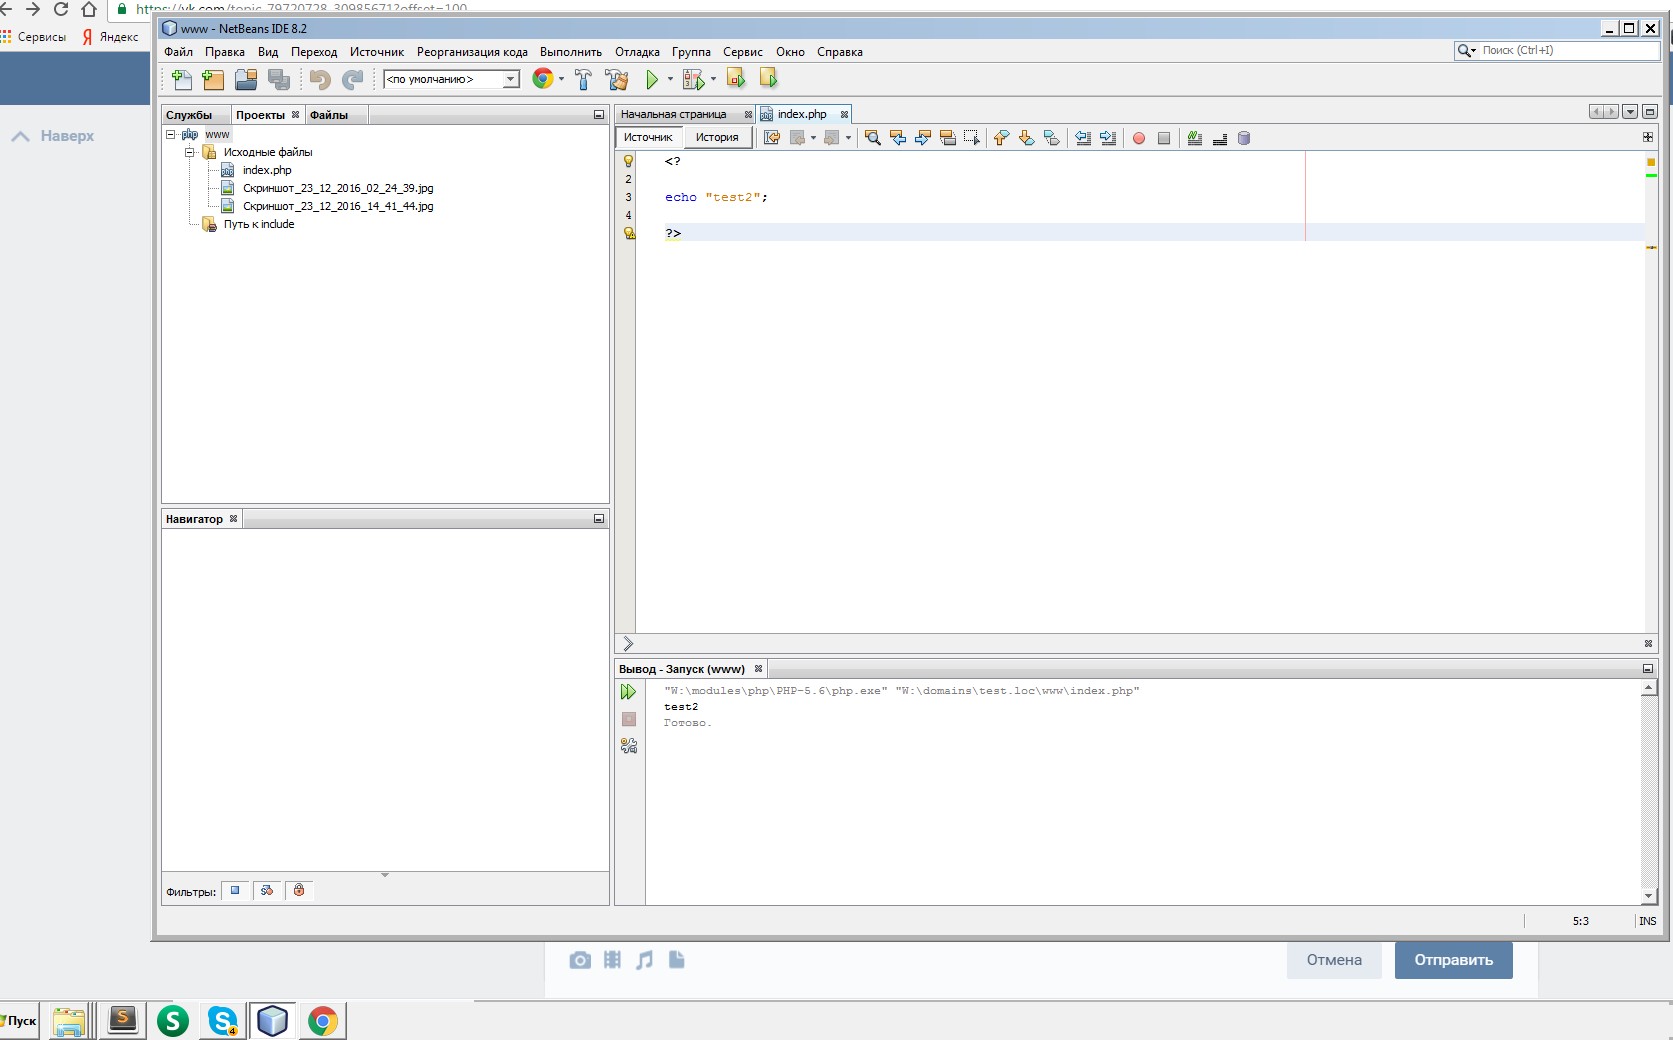 https://vk.com/topic-79720728_30985671?offset=100
Сервисы
Яндекс
Наверх
www - NetBeans IDE 8.2
Файл Правка Вид Переход Источник Реорганизация кода Выполнить Отладка Группа Сервис Окно Справка
Поиск (Ctrl+I)
<по умолчанию>
Службы Проекты Файлы
php www
Исходные файлы
index.php
Скриншот_23_12_2016_02_24_39.jpg
Скриншот_23_12_2016_14_41_44.jpg
Путь к include
Навигатор
Фильтры:
Начальная страница index.php
Источник История
<?
2
3 echo "test2";
4
?>
Вывод - Запуск (www)
"W:\modules\php\PHP-5.6\php.exe" "W:\domains\test.loc\www\index.php"
test2
Готово.
5:3 INS
Отмена Отправить
Пуск
S
S
S 4